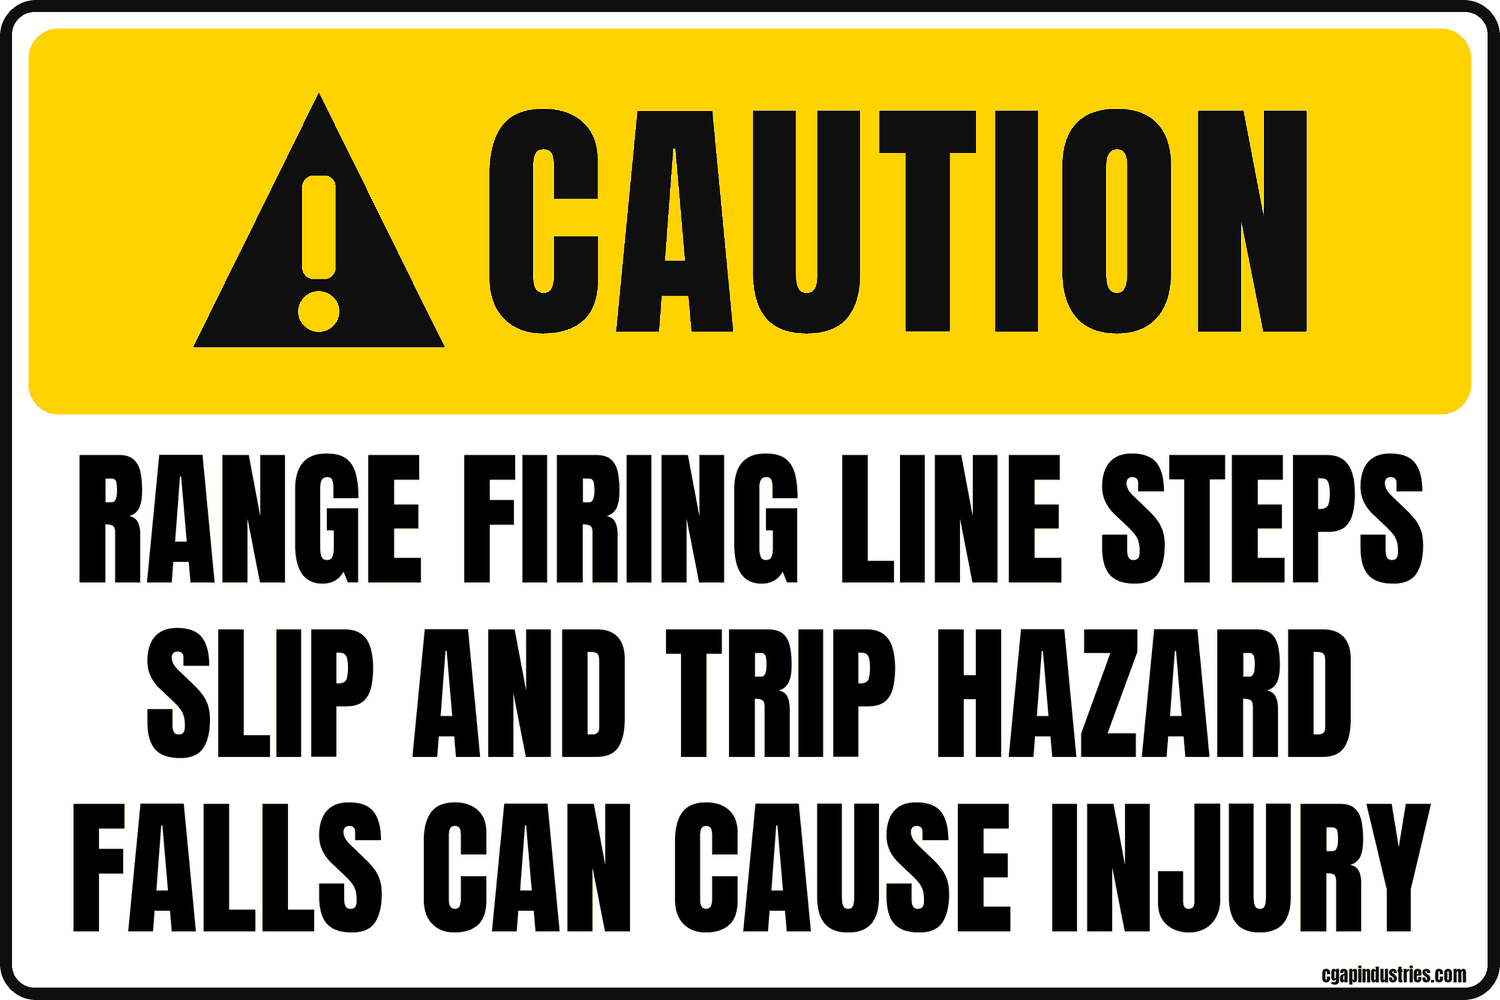 CAUTION
RANGE FIRING LINE STEPS
SLIP AND TRIP HAZARD
FALLS CAN CAUSE INJURY
cgapindustries.com